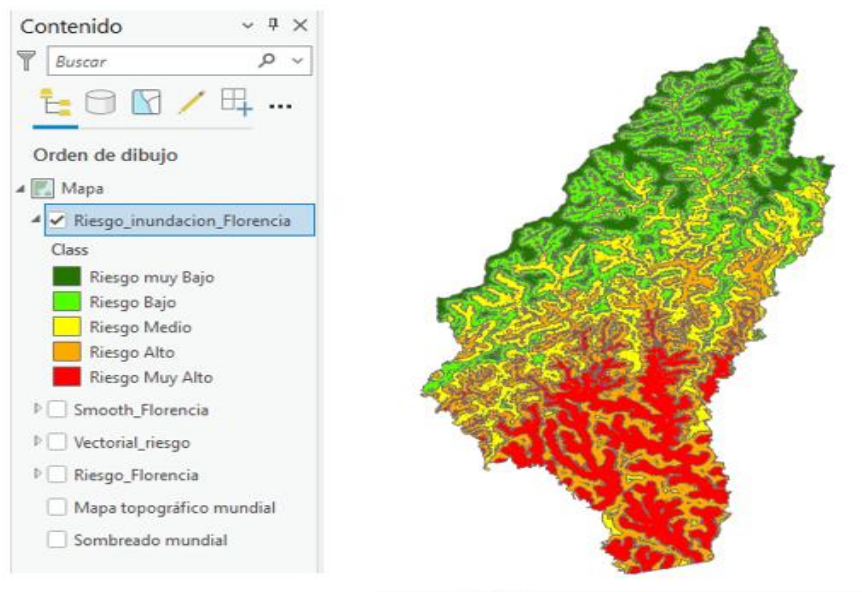 Contenido
Buscar
Orden de dibujo
Mapa
Riesgo_inundacion_Florencia
Class
Riesgo muy Bajo
Riesgo Bajo
Riesgo Medio
Riesgo Alto
Riesgo Muy Alto
Smooth_Florencia
Vectorial_riesgo
Riesgo_Florencia
Mapa topográfico mundial
Sombreado mundial